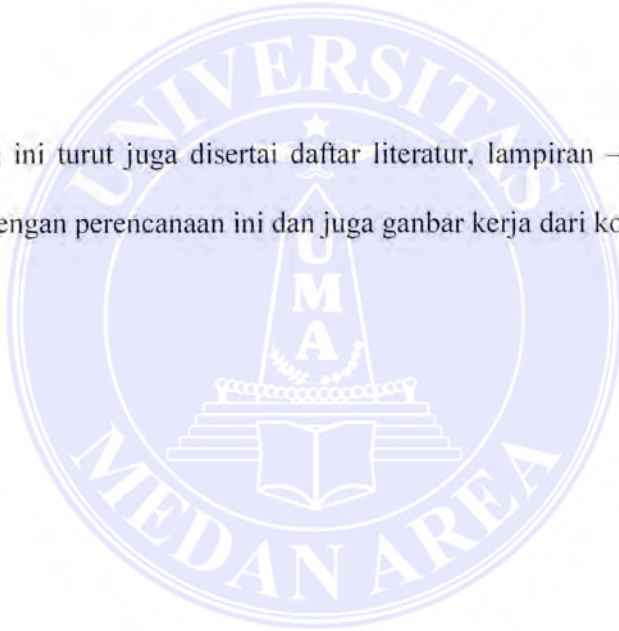 UNIVERSITAS
ini turut juga disertai daftar literatur, lampiran –
engan perencanaan ini dan juga ganbar kerja dari ko
UMA
MEDAN AREA